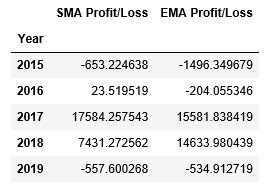 SMA Profit/Loss EMA Profit/Loss
Year
2015 -653.224638 -1496.349679
2016 23.519519 -204.055346
2017 17584.257543 15581.838419
2018 7431.272562 14633.980439
2019 -557.600268 -534.912719